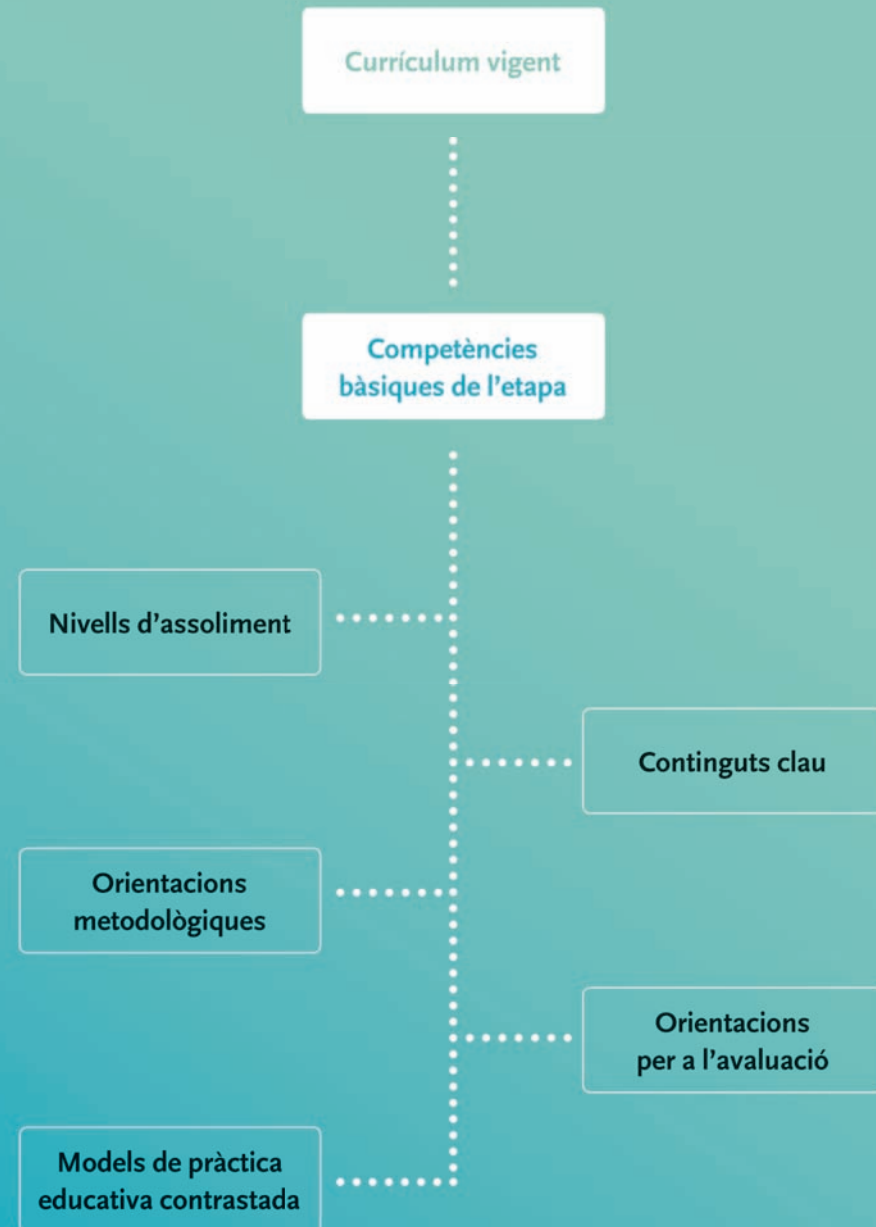 Currículum vigent
Competències
bàsiques de l'etapa
Nivells d'assoliment
Continguts clau
Orientacions
metodològiques
Orientacions
per a l'avaluació
Models de pràctica
educativa contrastada